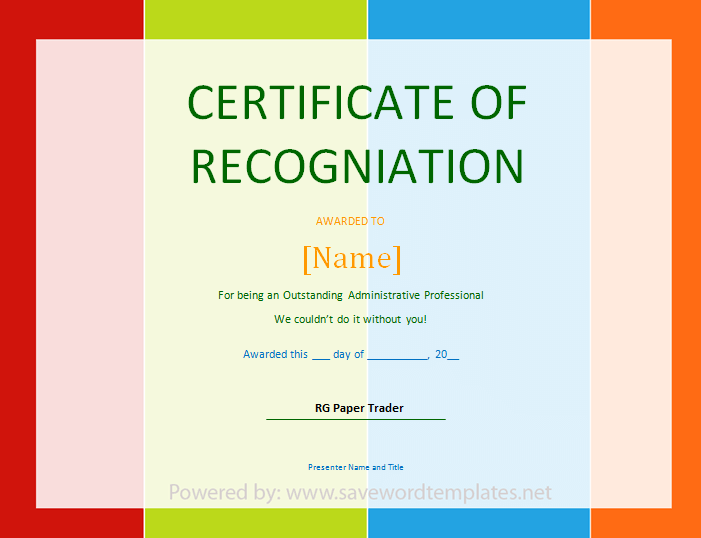 CERTIFICATE OF
RECOGNIATION
AWARDED TO
[Name]
For being an Outstanding Administrative Professional
We couldn't do it without you!
Awarded this ___ day of __________, 20__
RG Paper Trader
Presenter Name and Title
Powered by: www.savewordtemplates.net